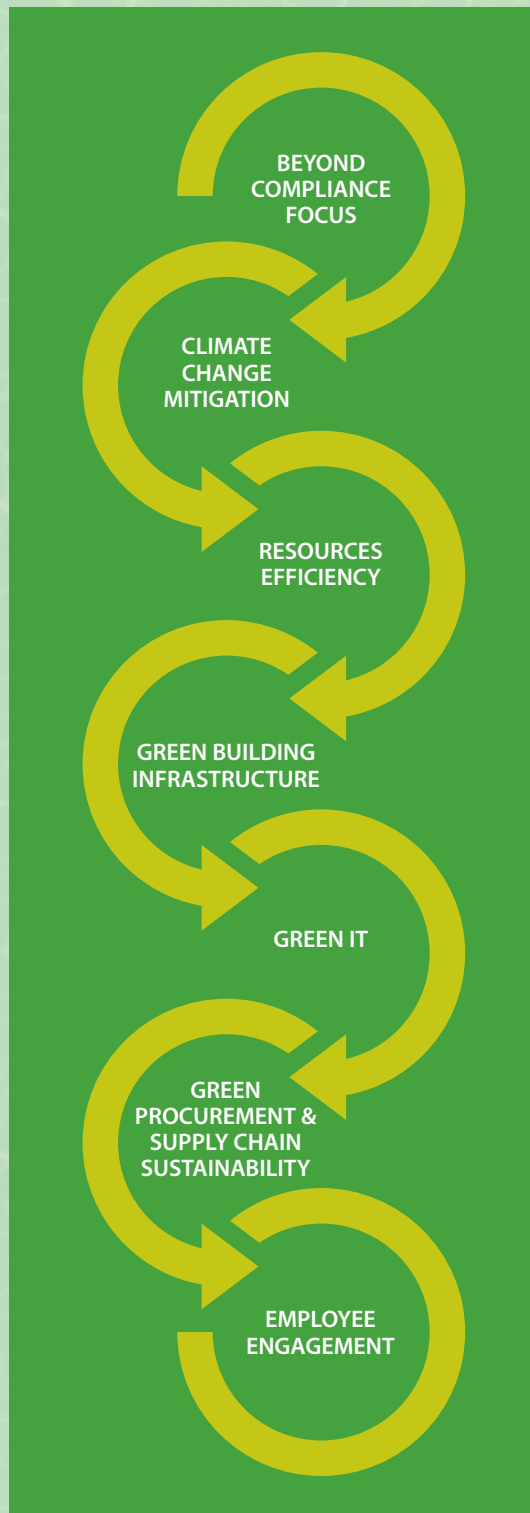 BEYOND
COMPLIANCE
FOCUS
CLIMATE
CHANGE
MITIGATION
RESOURCES
EFFICIENCY
GREEN BUILDING
INFRASTRUCTURE
GREEN IT
GREEN
PROCUREMENT &
SUPPLY CHAIN
SUSTAINABILITY
EMPLOYEE
ENGAGEMENT